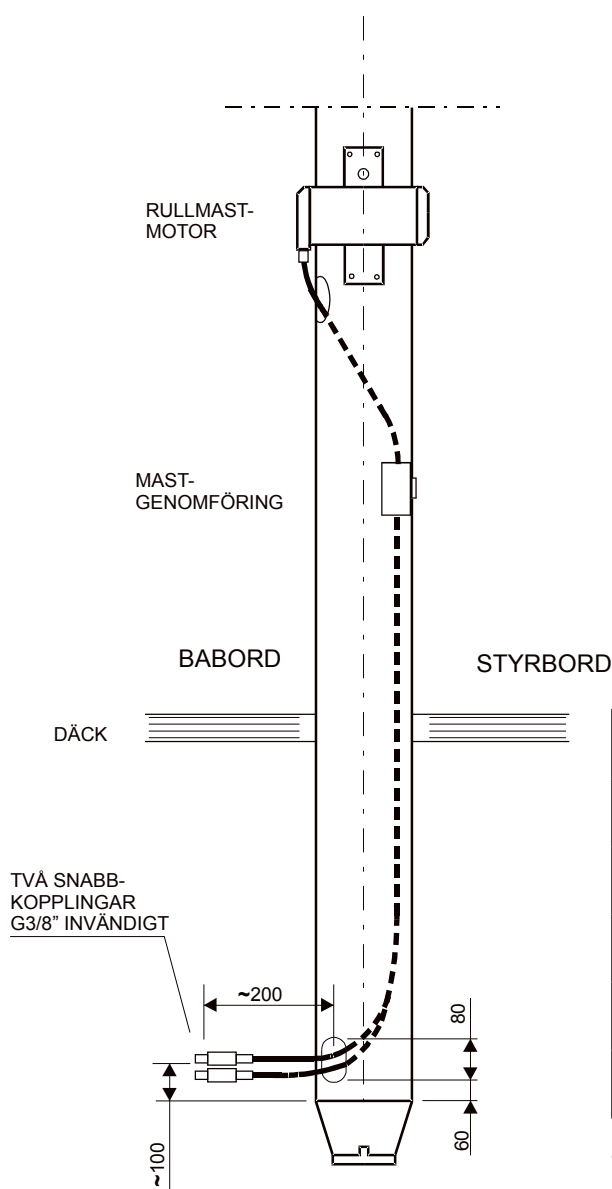 RULLMAST-
MOTOR
MAST-
GENOMFÖRING
BABORD
STYRBORD
DÄCK
TVÅ SNABB-
KOPPLINGAR
G3/8” INVÄNDIGT
~200
80
60
~100